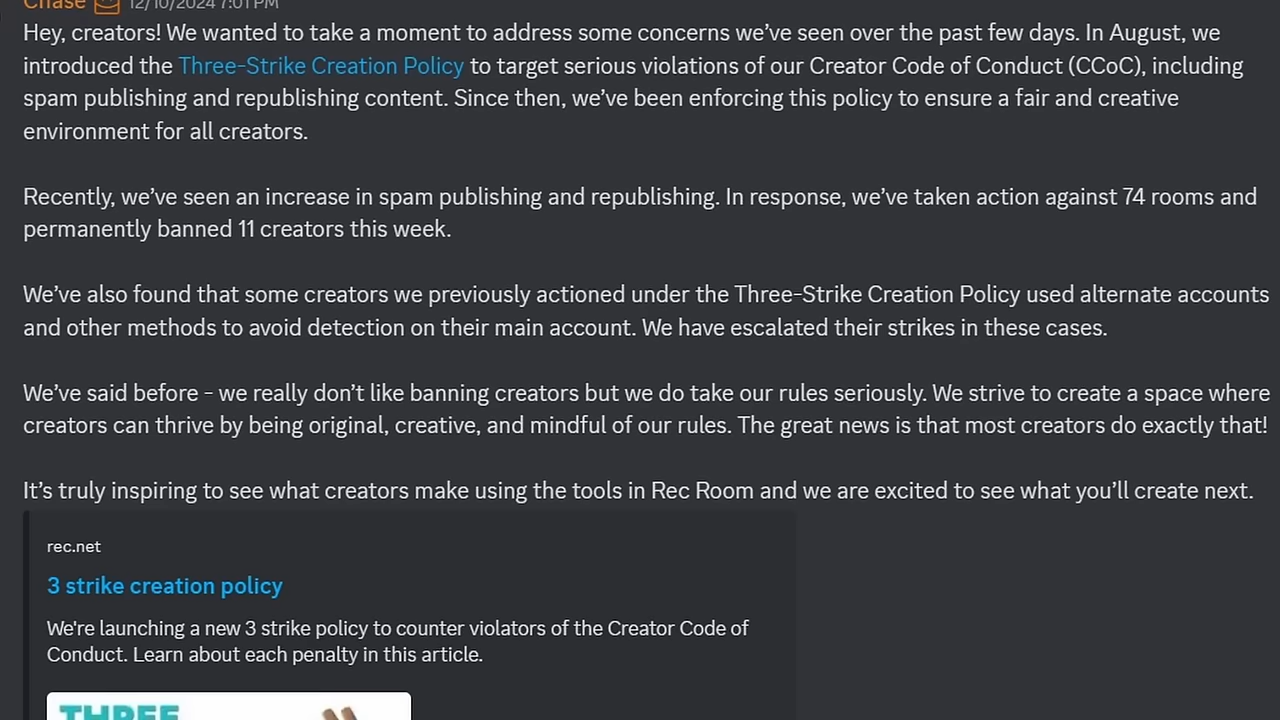 Chase 12/10/2024 7:01 PM
Hey, creators! We wanted to take a moment to address some concerns we’ve seen over the past few days. In August, we
introduced the Three-Strike Creation Policy to target serious violations of our Creator Code of Conduct (CCoC), including
spam publishing and republishing content. Since then, we’ve been enforcing this policy to ensure a fair and creative
environment for all creators.
Recently, we’ve seen an increase in spam publishing and republishing. In response, we’ve taken action against 74 rooms and
permanently banned 11 creators this week.
We’ve also found that some creators we previously actioned under the Three-Strike Creation Policy used alternate accounts
and other methods to avoid detection on their main account. We have escalated their strikes in these cases.
We’ve said before - we really don’t like banning creators but we do take our rules seriously. We strive to create a space where
creators can thrive by being original, creative, and mindful of our rules. The great news is that most creators do exactly that!
It’s truly inspiring to see what creators make using the tools in Rec Room and we are excited to see what you’ll create next.
rec.net
3 strike creation policy
We're launching a new 3 strike policy to counter violators of the Creator Code of
Conduct. Learn about each penalty in this article.
THREE